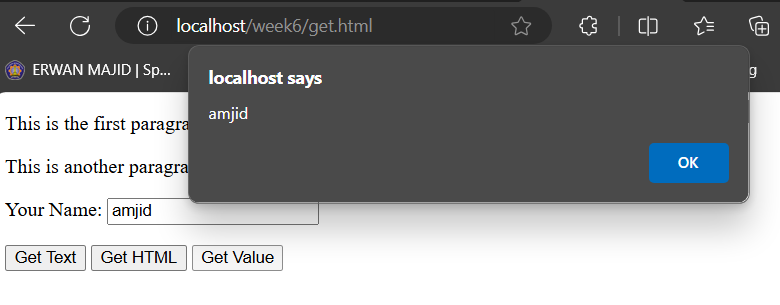 localhost/week6/get.html
ERWAN MAJID | Sp...
g
localhost says
amjid
OK
This is the first paragra
This is another paragra
Your Name: amjid
Get Text Get HTML Get Value